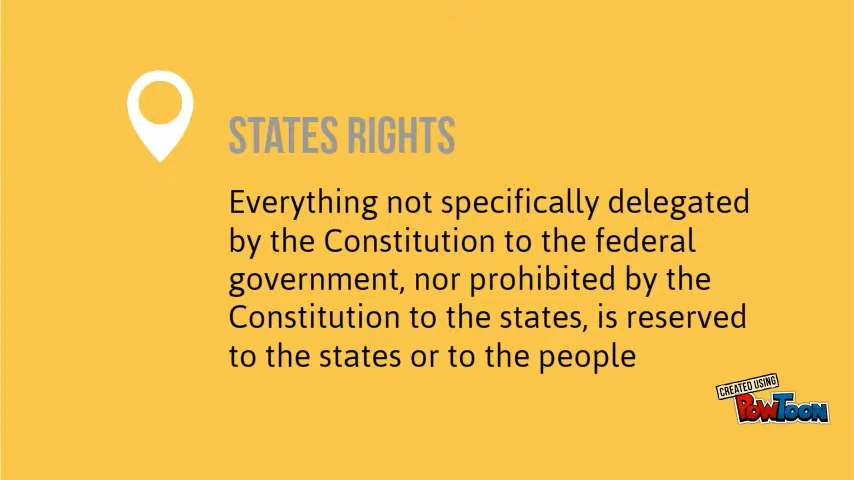 STATES RIGHTS
Everything not specifically delegated
by the Constitution to the federal
government, nor prohibited by the
Constitution to the states, is reserved
to the states or to the people
CREATED USING
POWTOON